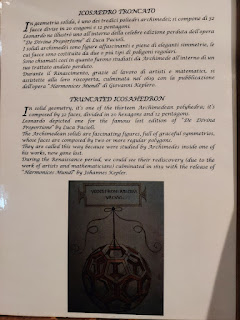 ICOSAEDRO TRONCATO
In geometria solida, è uno dei tredici poliedri archimedei; si compone di 32
facce divise in 20 esagoni e 12 pentagoni.
Leonardo ne illustrò uno all'interno della celebre edizione perduta dell'opera
"De Divina Proportione" di Luca Pacioli.
I solidi archimedei sono figure affascinanti e piene di eleganti simmetrie, le
cui facce sono costituite da due o più tipi di poligoni regolari.
Sono chiamati così in quanto furono studiati da Archimede all'interno di un
suo trattato andato perduto.
Durante il Rinascimento, grazie al lavoro di artisti e matematici, si
assistette alla loro riscoperta, culminata nel 1619 con la pubblicazione
dell'opera "Harmonices Mundi" di Giovanni Keplero.
TRUNCATED ICOSAHEDRON
In solid geometry, it's one of the thirteen Archimedean polyhedra; it's
composed by 32 faces, divided in 20 hexagons and 12 pentagons.
Leonardo depicted one for the famous lost edition of "De Divina
Proportione" by Luca Pacioli.
The Archimedean solids are fascinating figures, full of graceful symmetries,
whose faces are composed by two or more regular polygons.
They are called this way because were studied by Archimedes inside one of
his works, now gone lost.
During the Renaissance period, we could see their rediscovery (due to the
work of artists and mathematicians) culminated in 1619 with the release of
"Harmonices Mundi" by Johannes Kepler.